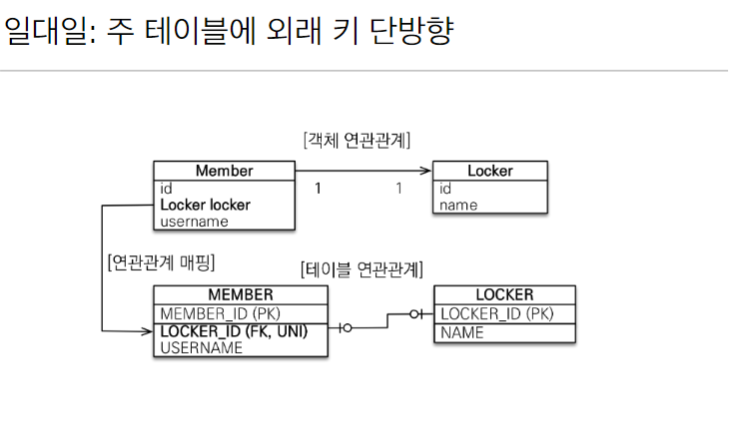 일대일: 주 테이블에 외래 키 단방향
[객체 연관관계]
Member
id
Locker locker
username
1
1
Locker
id
name
[연관관계 매핑]
[테이블 연관관계]
MEMBER
MEMBER_ID (PK)
LOCKER_ID (FK, UNI)
USERNAME
LOCKER
LOCKER_ID (PK)
NAME